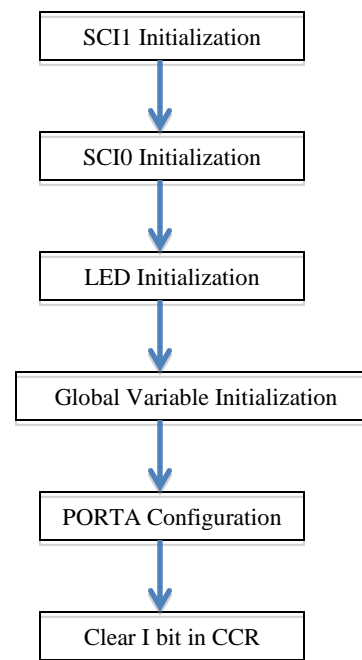 SCI1 Initialization
SCI0 Initialization
LED Initialization
Global Variable Initialization
PORTA Configuration
Clear I bit in CCR